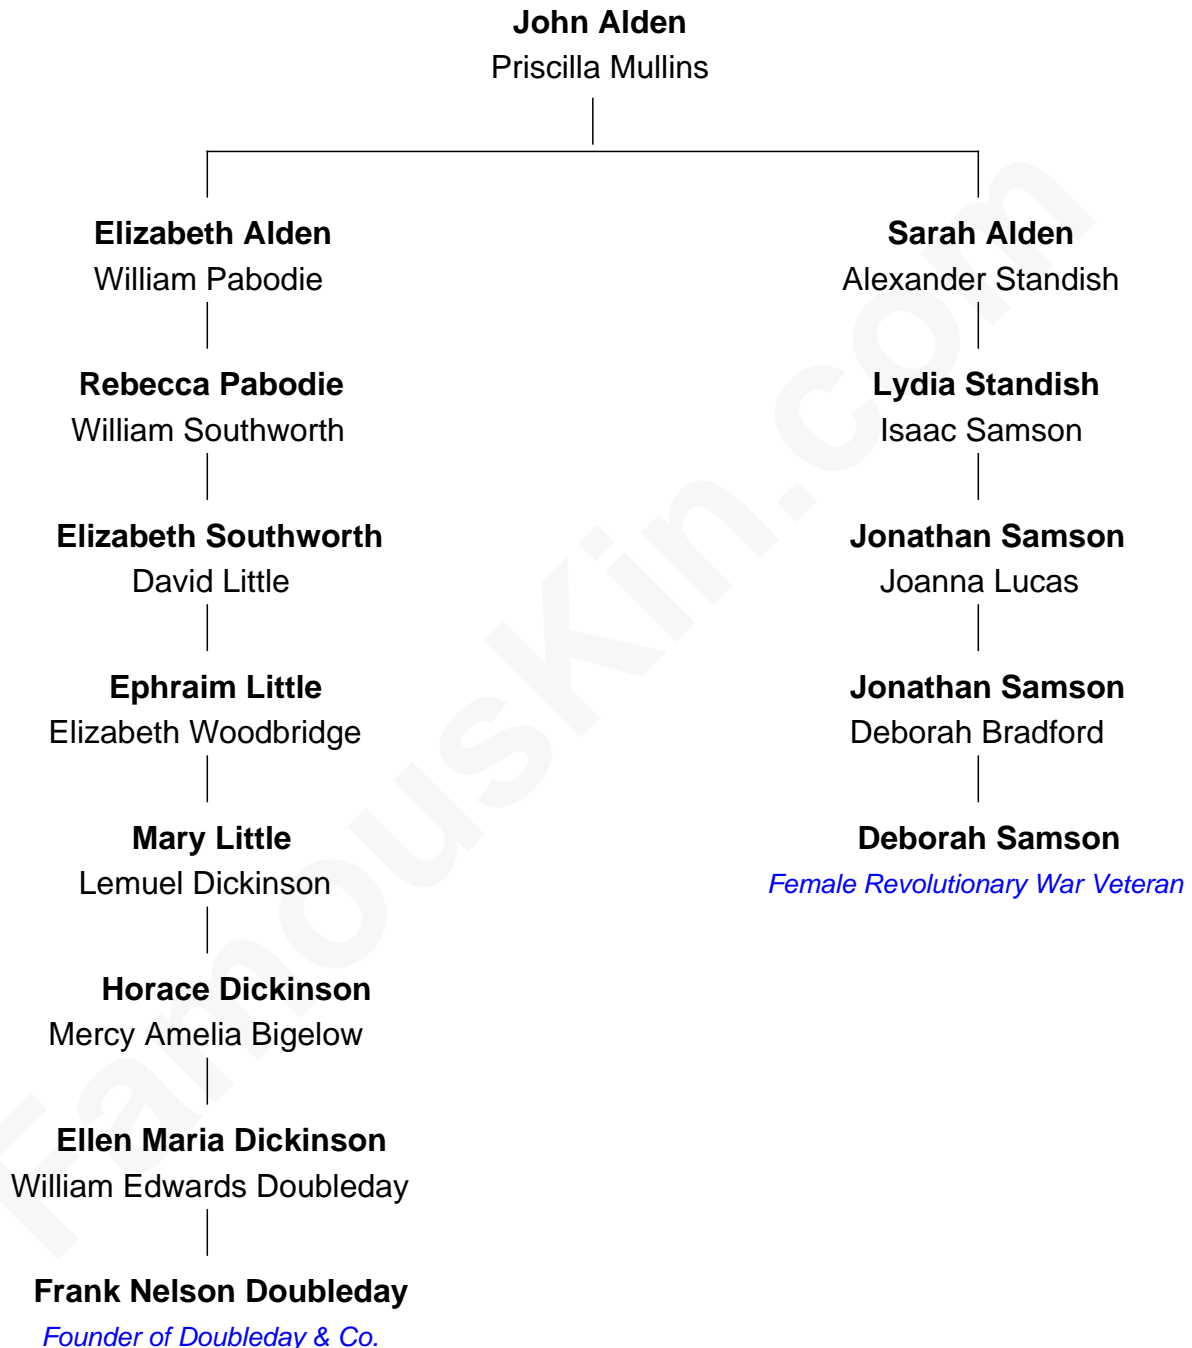 John Alden
Priscilla Mullins
Elizabeth Alden
William Pabodie
Rebecca Pabodie
William Southworth
Elizabeth Southworth
David Little
Ephraim Little
Elizabeth Woodbridge
Mary Little
Lemuel Dickinson
Horace Dickinson
Mercy Amelia Bigelow
Ellen Maria Dickinson
William Edwards Doubleday
Frank Nelson Doubleday
Founder of Doubleday & Co.
Sarah Alden
Alexander Standish
Lydia Standish
Isaac Samson
Jonathan Samson
Joanna Lucas
Jonathan Samson
Deborah Bradford
Deborah Samson
Female Revolutionary War Veteran
FamousKin.com